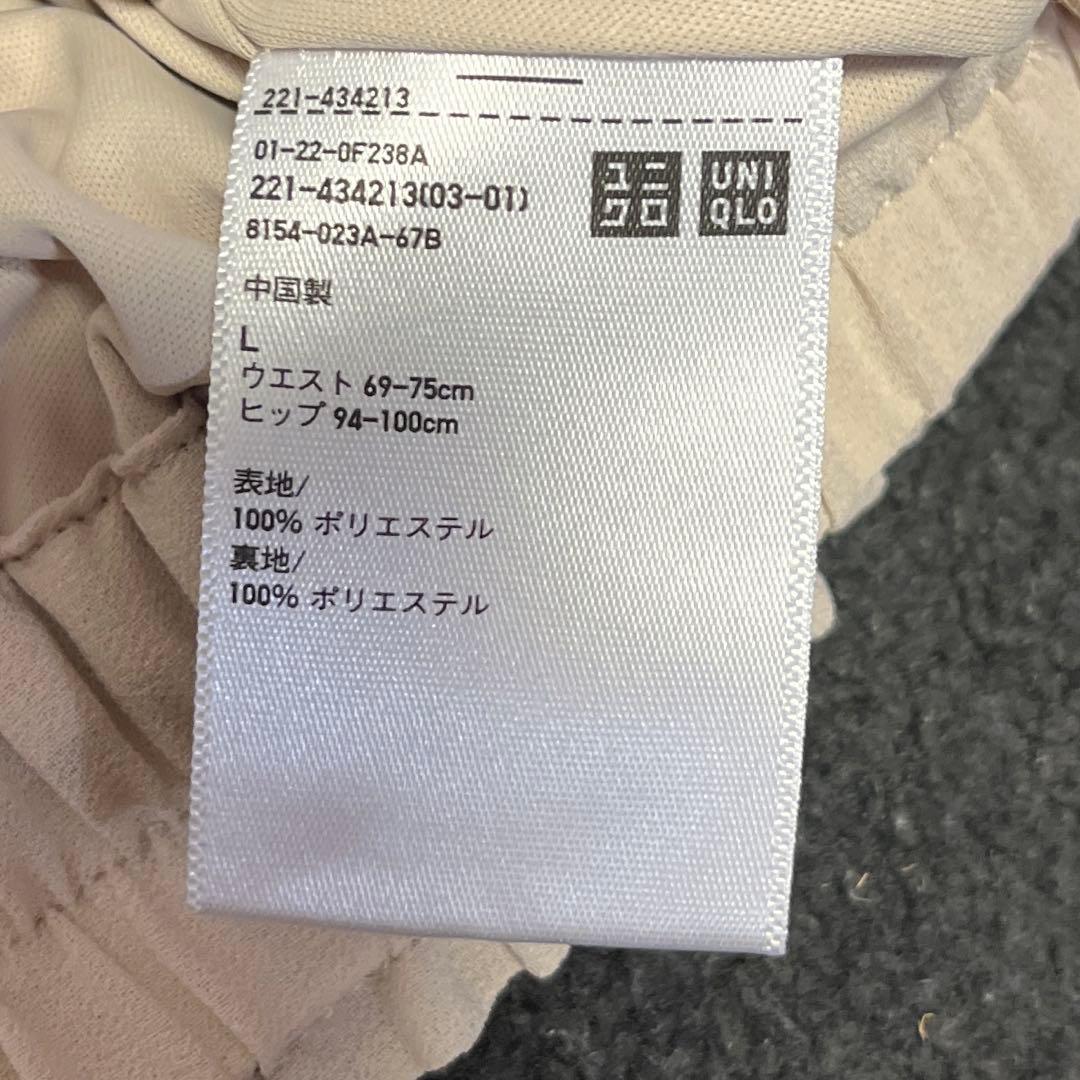 221-434213
01-22-0F238A
221-434213(03-01)
8154-023A-67B
ユニ
クロ
UNI
QLO
中国製
L
ウエスト 69-75cm
ヒップ 94-100cm
表地/
100% ポリエステル
裏地/
100% ポリエステル